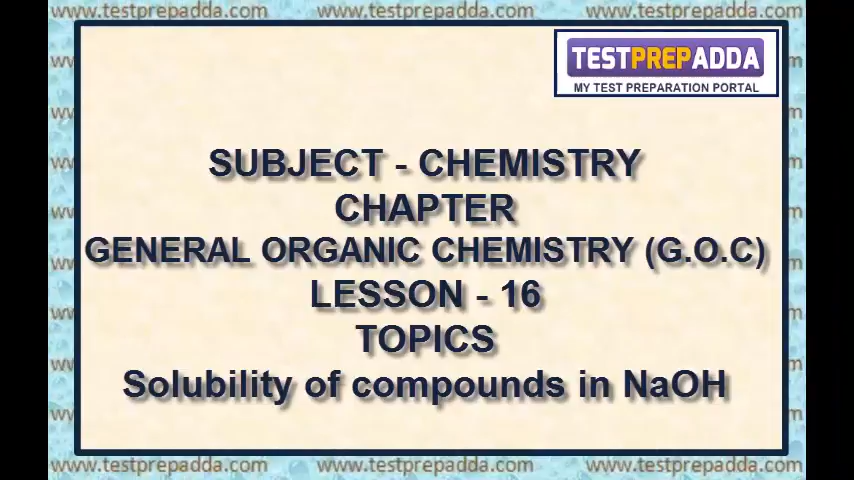 www.testprepadda.com www.testprepadda.com www.testprepadda.com
TESTPREPADDA
MY TEST PREPARATION PORTAL
SUBJECT - CHEMISTRY
CHAPTER
GENERAL ORGANIC CHEMISTRY (G.O.C)
LESSON - 16
TOPICS
Solubility of compounds in NaOH
www.testprepadda.com www.testprepadda.com www.testprepadda.com